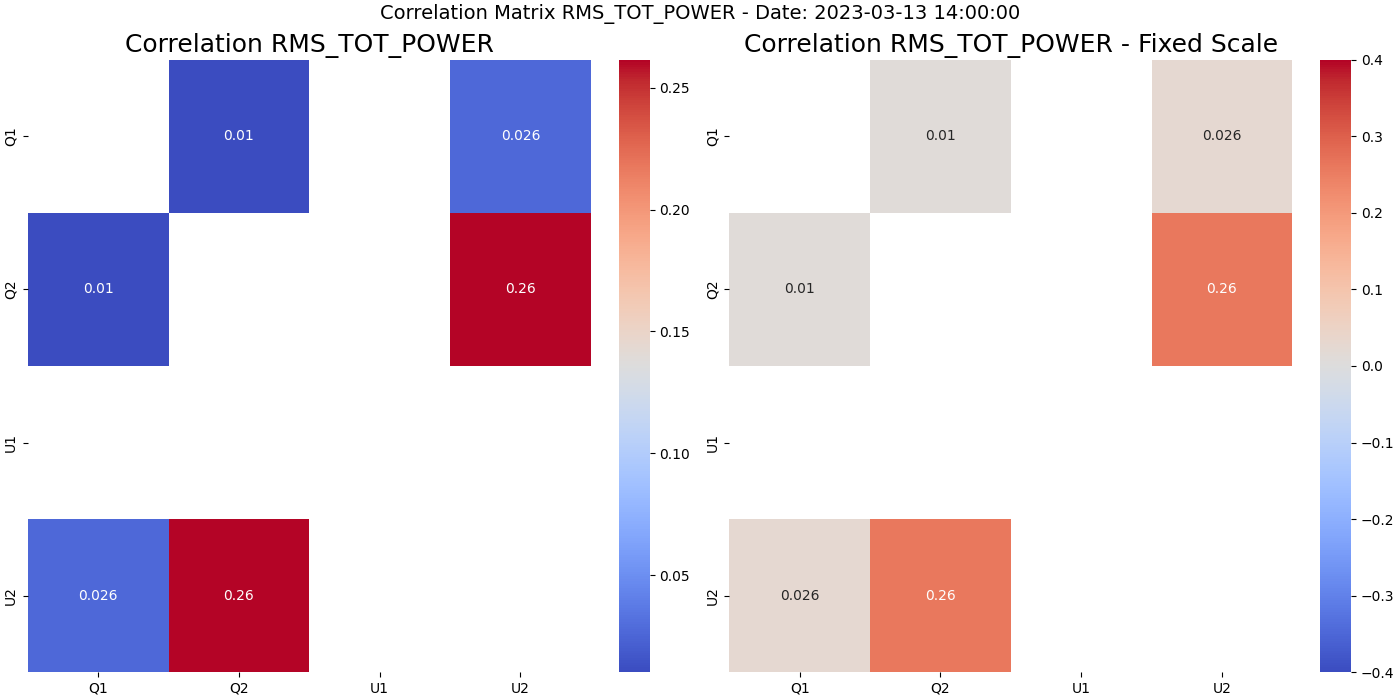 Correlation Matrix RMS_TOT_POWER - Date: 2023-03-13 14:00:00
Correlation RMS_TOT_POWER
Q1
0.01
0.026
Q2
0.01
0.26
U1
U2
0.026
0.26
Q1
Q2
U1
U2
0.25
0.20
0.15
0.10
0.05
Correlation RMS_TOT_POWER - Fixed Scale
Q1
0.01
0.026
Q2
0.01
0.26
U1
U2
0.026
0.26
Q1
Q2
U1
U2
0.4
0.3
0.2
0.1
0.0
−0.1
−0.2
−0.3
−0.4